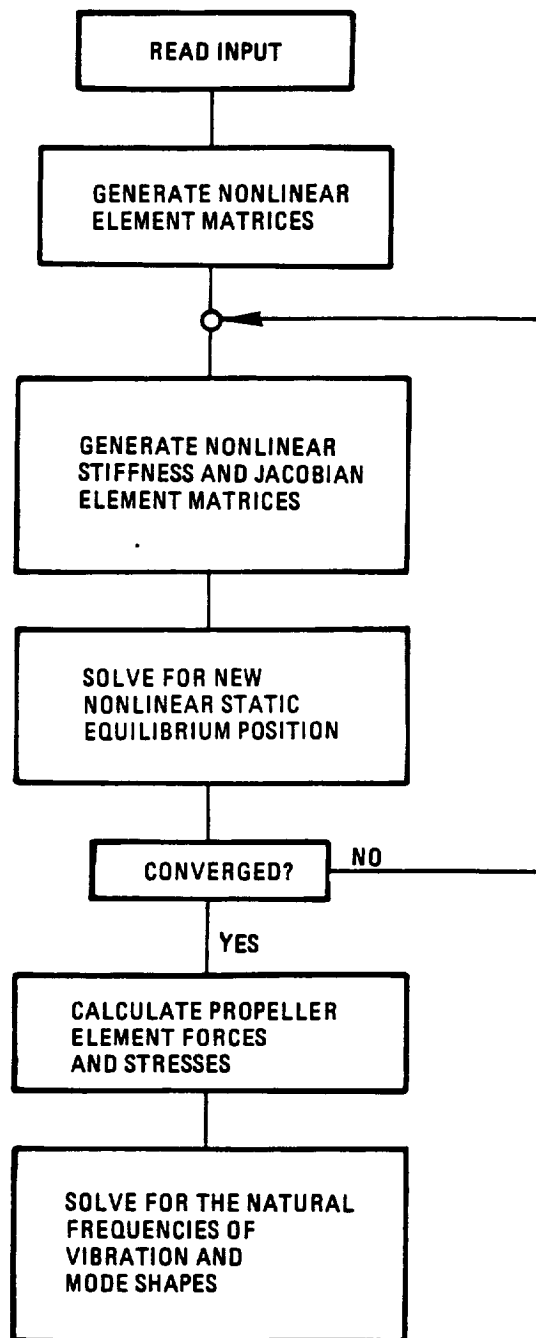 READ INPUT
GENERATE NONLINEAR
ELEMENT MATRICES
GENERATE NONLINEAR
STIFFNESS AND JACOBIAN
ELEMENT MATRICES
SOLVE FOR NEW
NONLINEAR STATIC
EQUILIBRIUM POSITION
CONVERGED?
NO
YES
CALCULATE PROPELLER
ELEMENT FORCES
AND STRESSES
SOLVE FOR THE NATURAL
FREQUENCIES OF
VIBRATION AND
MODE SHAPES